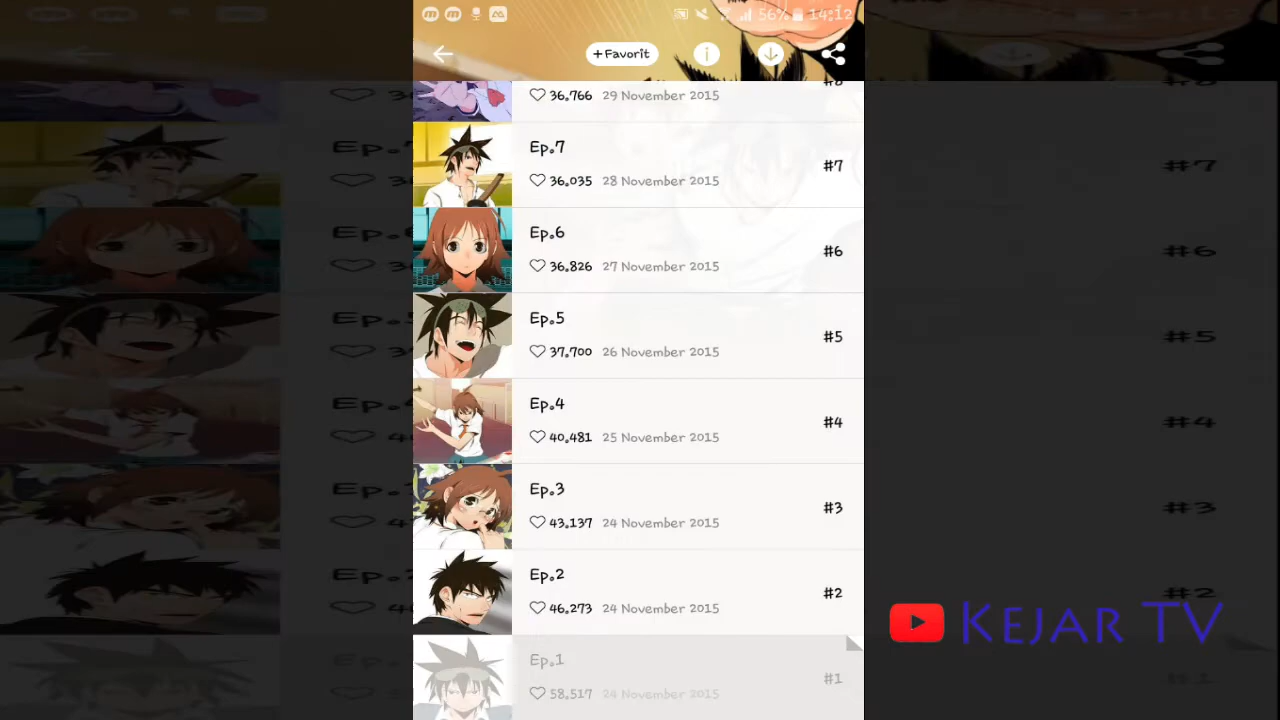 56% 14:12
+Favorit
36.766 29 November 2015
Ep.7
36.035 28 November 2015
#7
Ep.6
36.826 27 November 2015
#6
Ep.5
37.700 26 November 2015
#5
Ep.4
40.481 25 November 2015
#4
Ep.3
43.137 24 November 2015
#3
Ep.2
46.273 24 November 2015
#2
Ep.1
58.517 24 November 2015
#1
Kejar TV